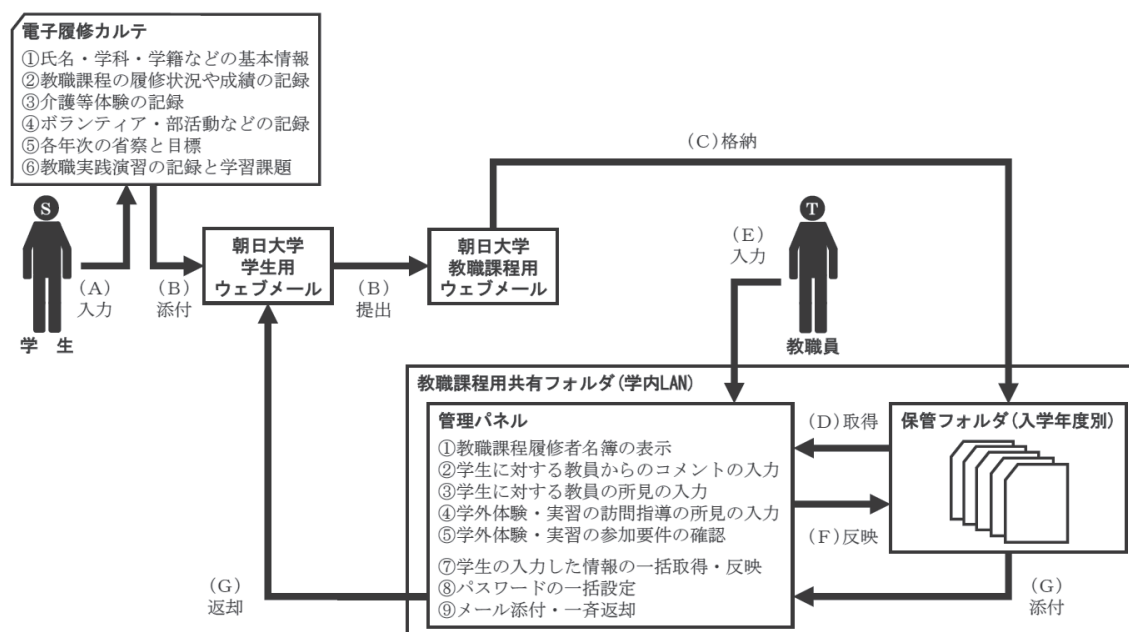 電子履修カルテ
①氏名・学科・学籍などの基本情報
②教職課程の履修状況や成績の記録
③介護等体験の記録
④ボランティア・部活動などの記録
⑤各年次の省察と目標
⑥教職実践演習の記録と学習課題
(C)格納
S
T
(A)
入力
(B)
添付
朝日大学
学生用
ウェブメール
(B)
提出
朝日大学
教職課程用
ウェブメール
(E)
入力
学 生
教職員
教職課程用共有フォルダ(学内LAN)
管理パネル
①教職課程履修者名簿の表示
②学生に対する教員からのコメントの入力
③学生に対する教員の所見の入力
④学外体験・実習の訪問指導の所見の入力
⑤学外体験・実習の参加要件の確認
⑦学生の入力した情報の一括取得・反映
⑧パスワードの一括設定
⑨メール添付・一斉返却
(D)取得
保管フォルダ(入学年度別)
(F)反映
(G)
返却
(G)
添付